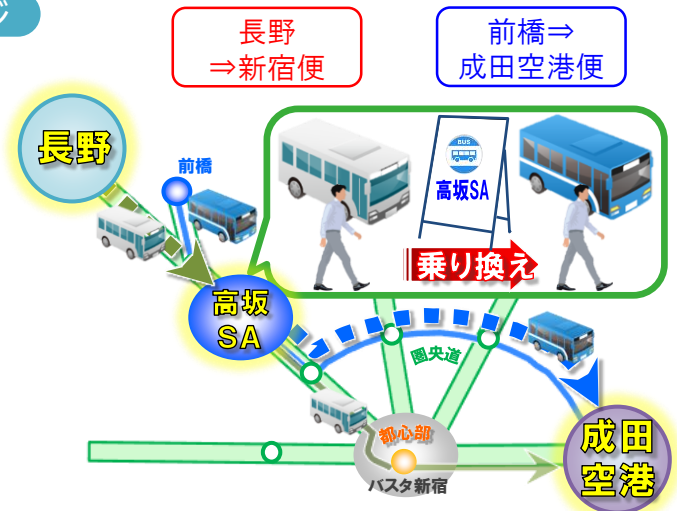 長野
⇒新宿便
前橋⇒
成田空港便
長野
前橋
BUS
高坂SA
乗り換え
高坂
SA
圏央道
都心部
バスタ新宿
成田
空港